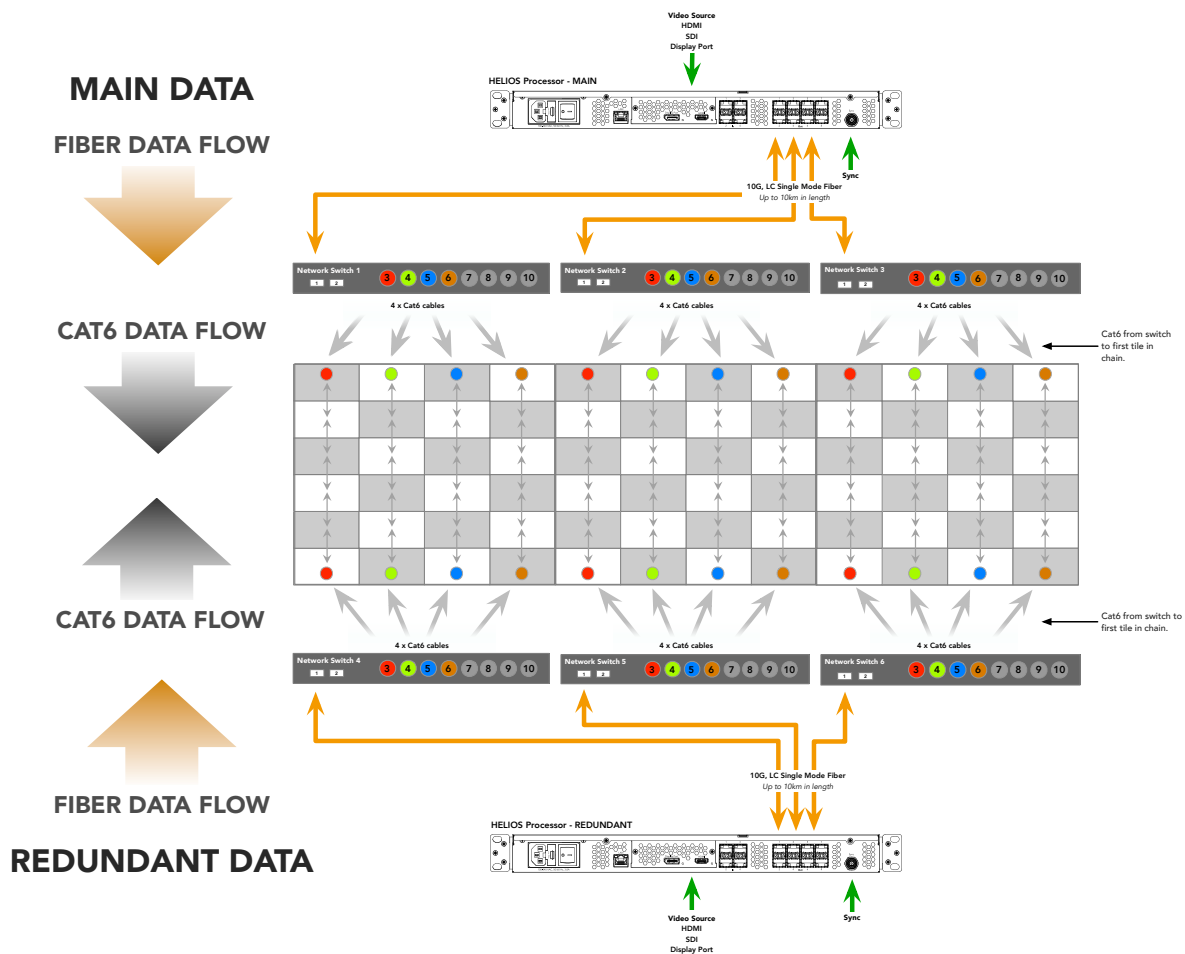 Video Source
HDMI
SDI
Display Port
HELIOS Processor - MAIN
MAIN DATA
FIBER DATA FLOW
Sync
10G, LC Single Mode Fiber
Up to 10km in length
Network Switch 1
1 2
3 4 5 6 7 8 9 10
Network Switch 2
1 2
3 4 5 6 7 8 9 10
Network Switch 3
1 2
3 4 5 6 7 8 9 10
4 x Cat6 cables
4 x Cat6 cables
4 x Cat6 cables
CAT6 DATA FLOW
Cat6 from switch
to first tile in
chain.
CAT6 DATA FLOW
Cat6 from switch to
first tile in chain.
4 x Cat6 cables
4 x Cat6 cables
4 x Cat6 cables
Network Switch 4
1 2
3 4 5 6 7 8 9 10
Network Switch 5
1 2
3 4 5 6 7 8 9 10
Network Switch 6
1 2
3 4 5 6 7 8 9 10
10G, LC Single Mode Fiber
Up to 10km in length
FIBER DATA FLOW
HELIOS Processor - REDUNDANT
REDUNDANT DATA
Video Source
HDMI
SDI
Display Port
Sync